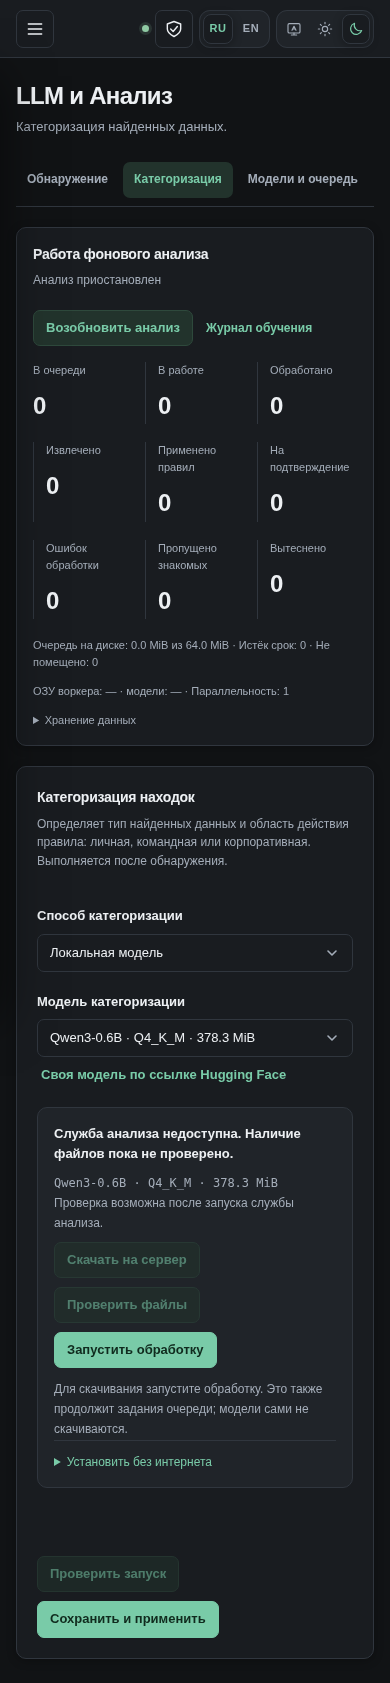 RU EN
LLM и Анализ
Категоризация найденных данных.
Обнаружение Категоризация Модели и очередь
Работа фонового анализа
Анализ приостановлен
Возобновить анализ Журнал обучения
В очереди В работе Обработано
0 0 0
Извлечено Применено правил На подтверждение
0 0 0
Ошибок обработки Пропущено знакомых Вытеснено
0 0 0
Очередь на диске: 0.0 MiB из 64.0 MiB · Истёк срок: 0 · Не
помещено: 0
ОЗУ воркера: — · модели: — · Параллельность: 1
Хранение данных
Категоризация находок
Определяет тип найденных данных и область действия
правила: личная, командная или корпоративная.
Выполняется после обнаружения.
Способ категоризации
Локальная модель
Модель категоризации
Qwen3-0.6B · Q4_K_M · 378.3 MiB
Своя модель по ссылке Hugging Face
Служба анализа недоступна. Наличие
файлов пока не проверено.
Qwen3-0.6B · Q4_K_M · 378.3 MiB
Проверка возможна после запуска службы
анализа.
Скачать на сервер
Проверить файлы
Запустить обработку
Для скачивания запустите обработку. Это также
продолжит задания очереди; модели сами не
скачиваются.
Установить без интернета
Проверить запуск
Сохранить и применить